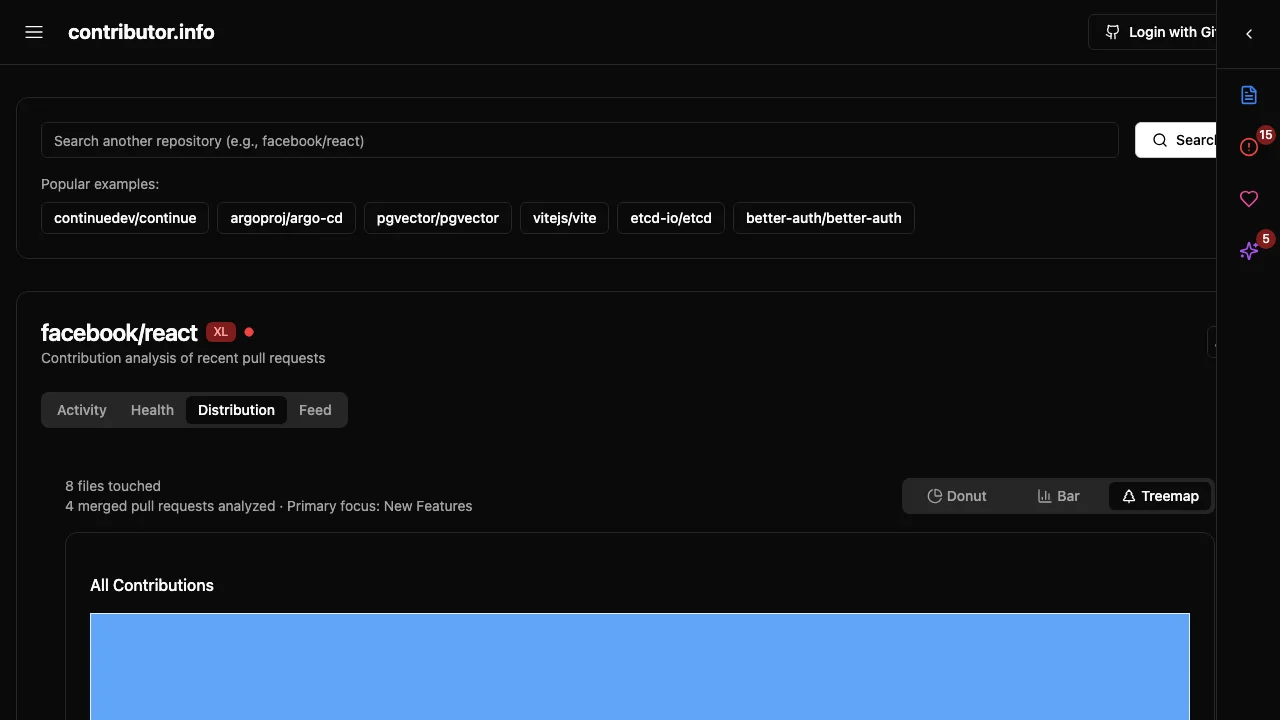 contributor.info
Login with Gi
Search another repository (e.g., facebook/react)
Search
15
Popular examples:
continuedev/continue
argoproj/argo-cd
pgvector/pgvector
vitejs/vite
etcd-io/etcd
better-auth/better-auth
5
facebook/react XL
Contribution analysis of recent pull requests
Activity
Health
Distribution
Feed
8 files touched
4 merged pull requests analyzed · Primary focus: New Features
Donut
Bar
Treemap
All Contributions